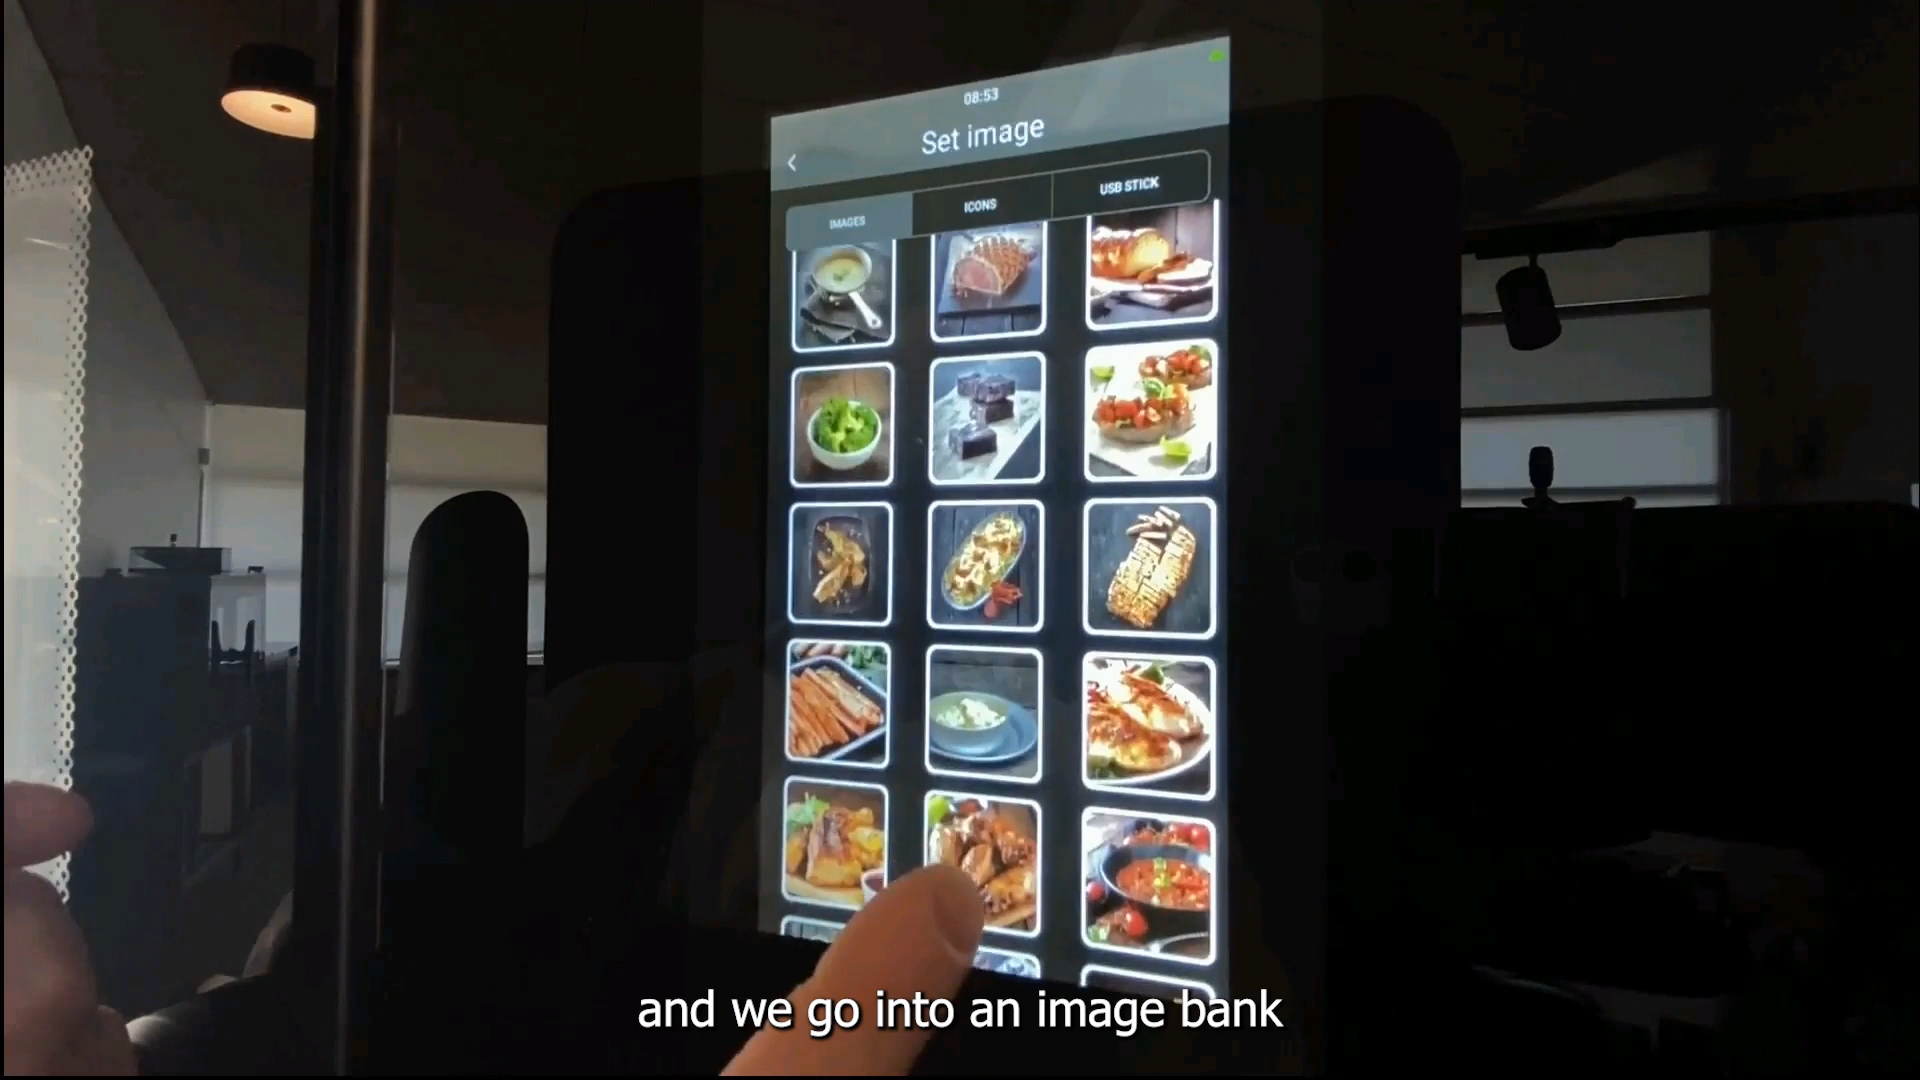 08:53
Set image
IMAGES
ICONS
USB STICK
and we go into an image bank